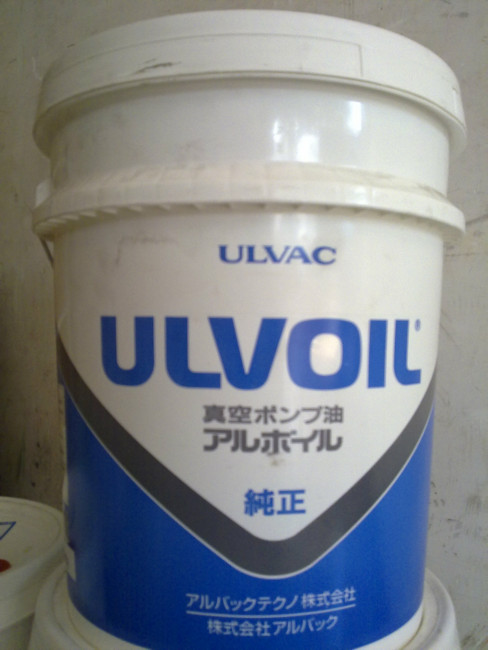 ULVAC
ULVOIL®
真空ポンプ油
アルボイル
純正
アルバックテクノ株式会社
株式会社アルバック